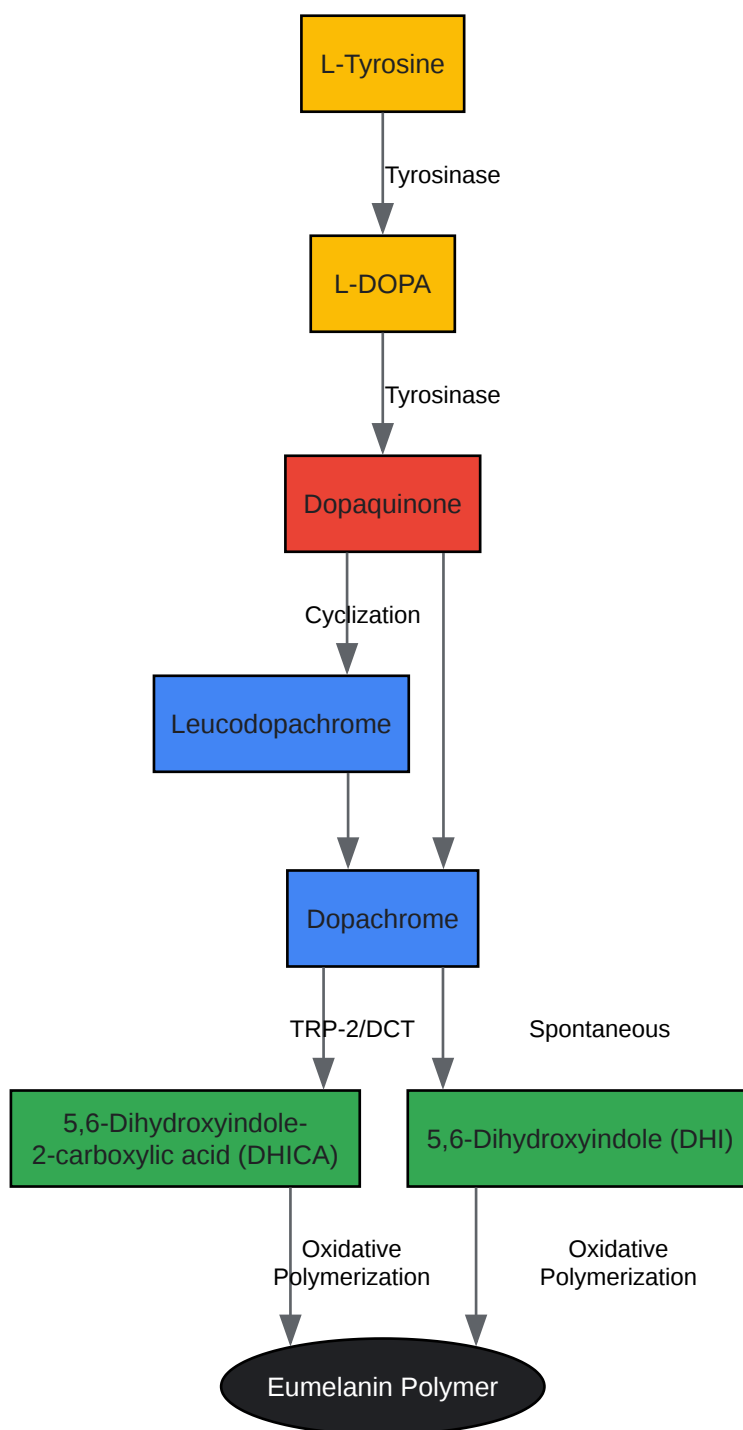 L-Tyrosine
Tyrosinase
L-DOPA
Tyrosinase
Dopaquinone
Cyclization
Leucodopachrome
Dopachrome
TRP-2/DCT
Spontaneous
5,6-Dihydroxyindole-
2-carboxylic acid (DHICA)
5,6-Dihydroxyindole (DHI)
Oxidative
Polymerization
Oxidative
Polymerization
Eumelanin Polymer